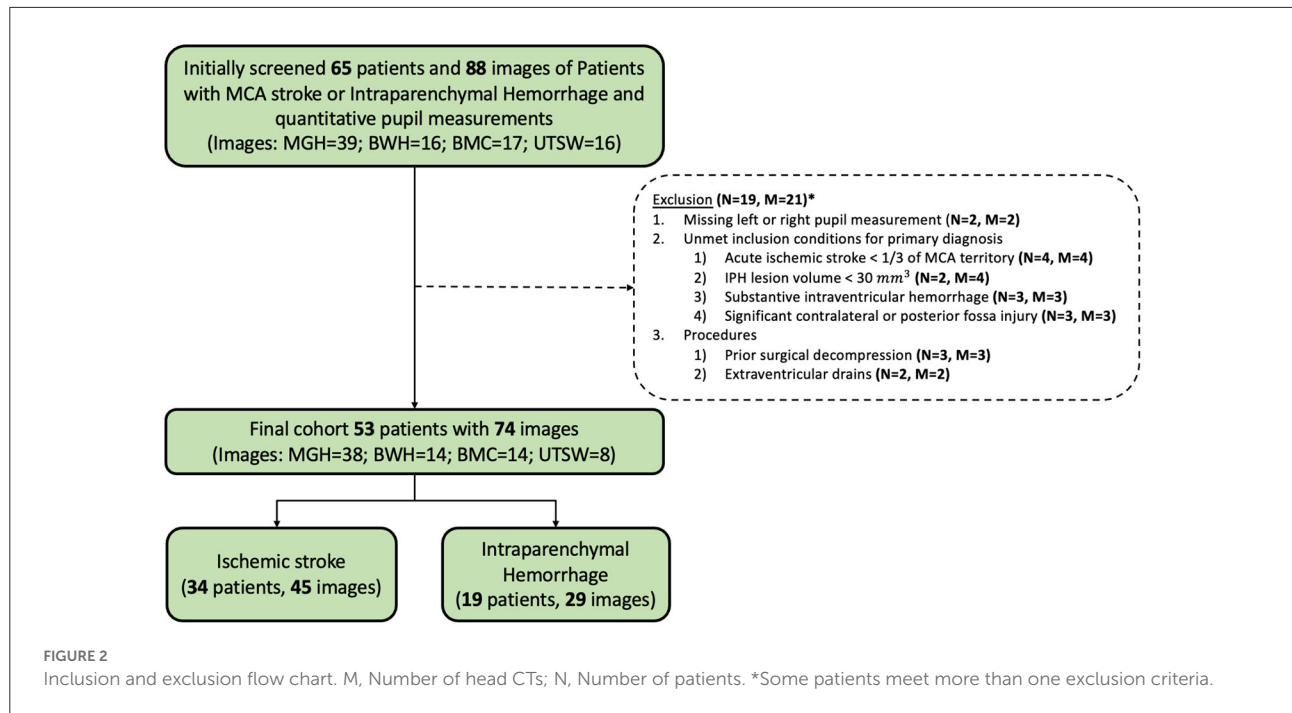 Initially screened 65 patients and 88 images of Patients
with MCA stroke or Intraparenchymal Hemorrhage and
quantitative pupil measurements
(Images: MGH=39; BWH=16; BMC=17; UTSW=16)
Exclusion (N=19, M=21)*
1. Missing left or right pupil measurement (N=2, M=2)
2. Unmet inclusion conditions for primary diagnosis
1) Acute ischemic stroke < 1/3 of MCA territory (N=4, M=4)
2) IPH lesion volume < 30 mm³ (N=2, M=4)
3) Substantive intraventricular hemorrhage (N=3, M=3)
4) Significant contralateral or posterior fossa injury (N=3, M=3)
3. Procedures
1) Prior surgical decompression (N=3, M=3)
2) Extraventricular drains (N=2, M=2)
Final cohort 53 patients with 74 images
(Images: MGH=38; BWH=14; BMC=14; UTSW=8)
Ischemic stroke
(34 patients, 45 images)
Intraparenchymal
Hemorrhage
(19 patients, 29 images)
FIGURE 2
Inclusion and exclusion flow chart. M, Number of head CTs; N, Number of patients. *Some patients meet more than one exclusion criteria.